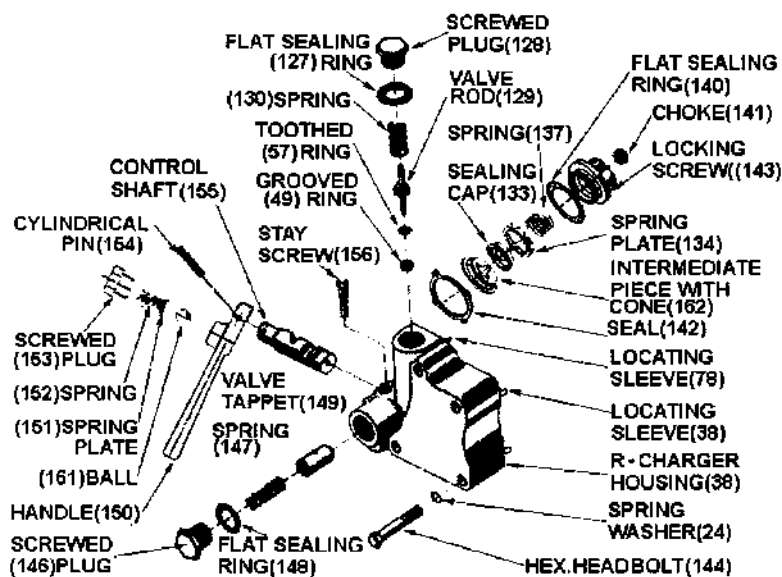 SCREWED
PLUG(128)
FLAT SEALING
(127)RING
FLAT SEALING
RING(140)
VALVE
ROD(129)
(130)SPRING
CHOKE(141)
SPRING(137)
TOOTHED
(57)RING
LOCKING
SCREW((143)
CONTROL
SHAFT(155)
SEALING
CAP(133)
GROOVED
(49)RING
CYLINDRICAL
PIN(154)
SPRING
PLATE(134)
STAY
SCREW(156)
INTERMEDIATE
PIECE WITH
CONE(162)
SEAL(142)
SCREWED
(153)PLUG
LOCATING
SLEEVE(78)
(152)SPRING
VALVE
TAPPET(149)
(151)SPRING
PLATE
LOCATING
SLEEVE(38)
SPRING
(147)
(161)BALL
R-CHARGER
HOUSING(38)
HANDLE(150)
SPRING
WASHER(24)
SCREWED
(146)PLUG
FLAT SEALING
RING(148)
HEX.HEADBOLT(144)